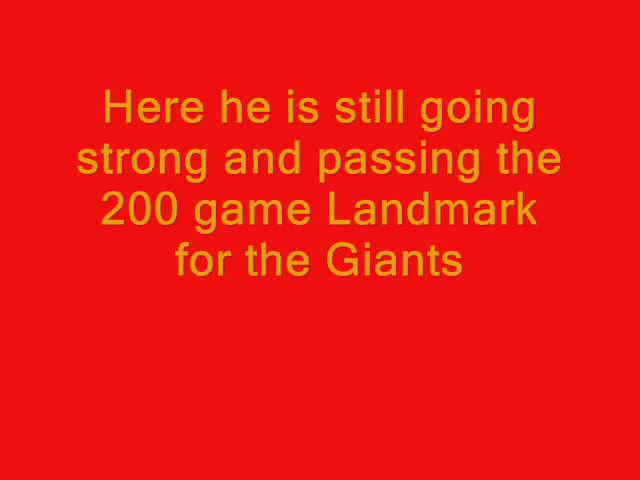 Here he is still going
strong and passing the
200 game Landmark
for the Giants